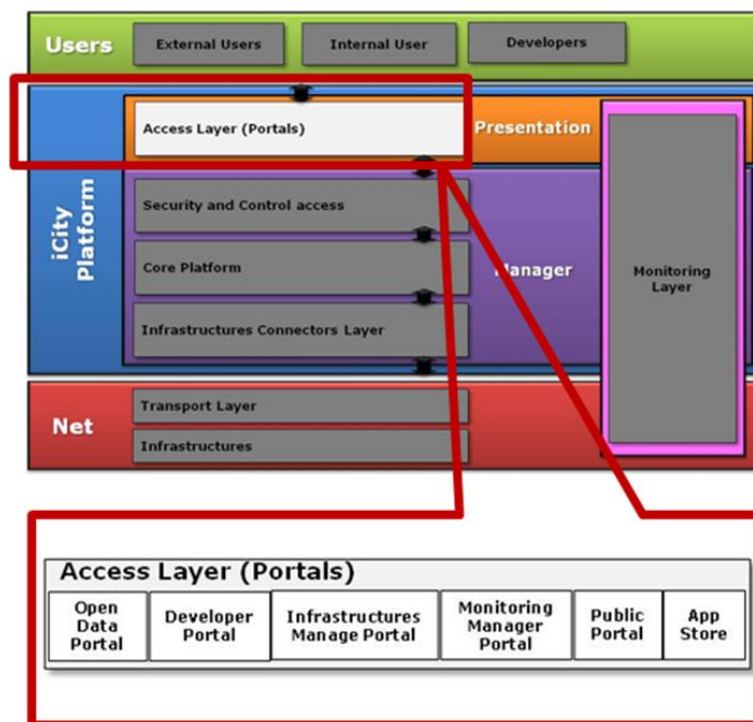 Users
External Users
Internal User
Developers
iCity
Platform
Access Layer (Portals)
Presentation
Security and Control access
Core Platform
Manager
Infrastructures Connectors Layer
Monitoring
Layer
Net
Transport Layer
Infrastructures
Access Layer (Portals)
Open
Data
Portal
Developer
Portal
Infrastructures
Manage Portal
Monitoring
Manager
Portal
Public
Portal
App
Store